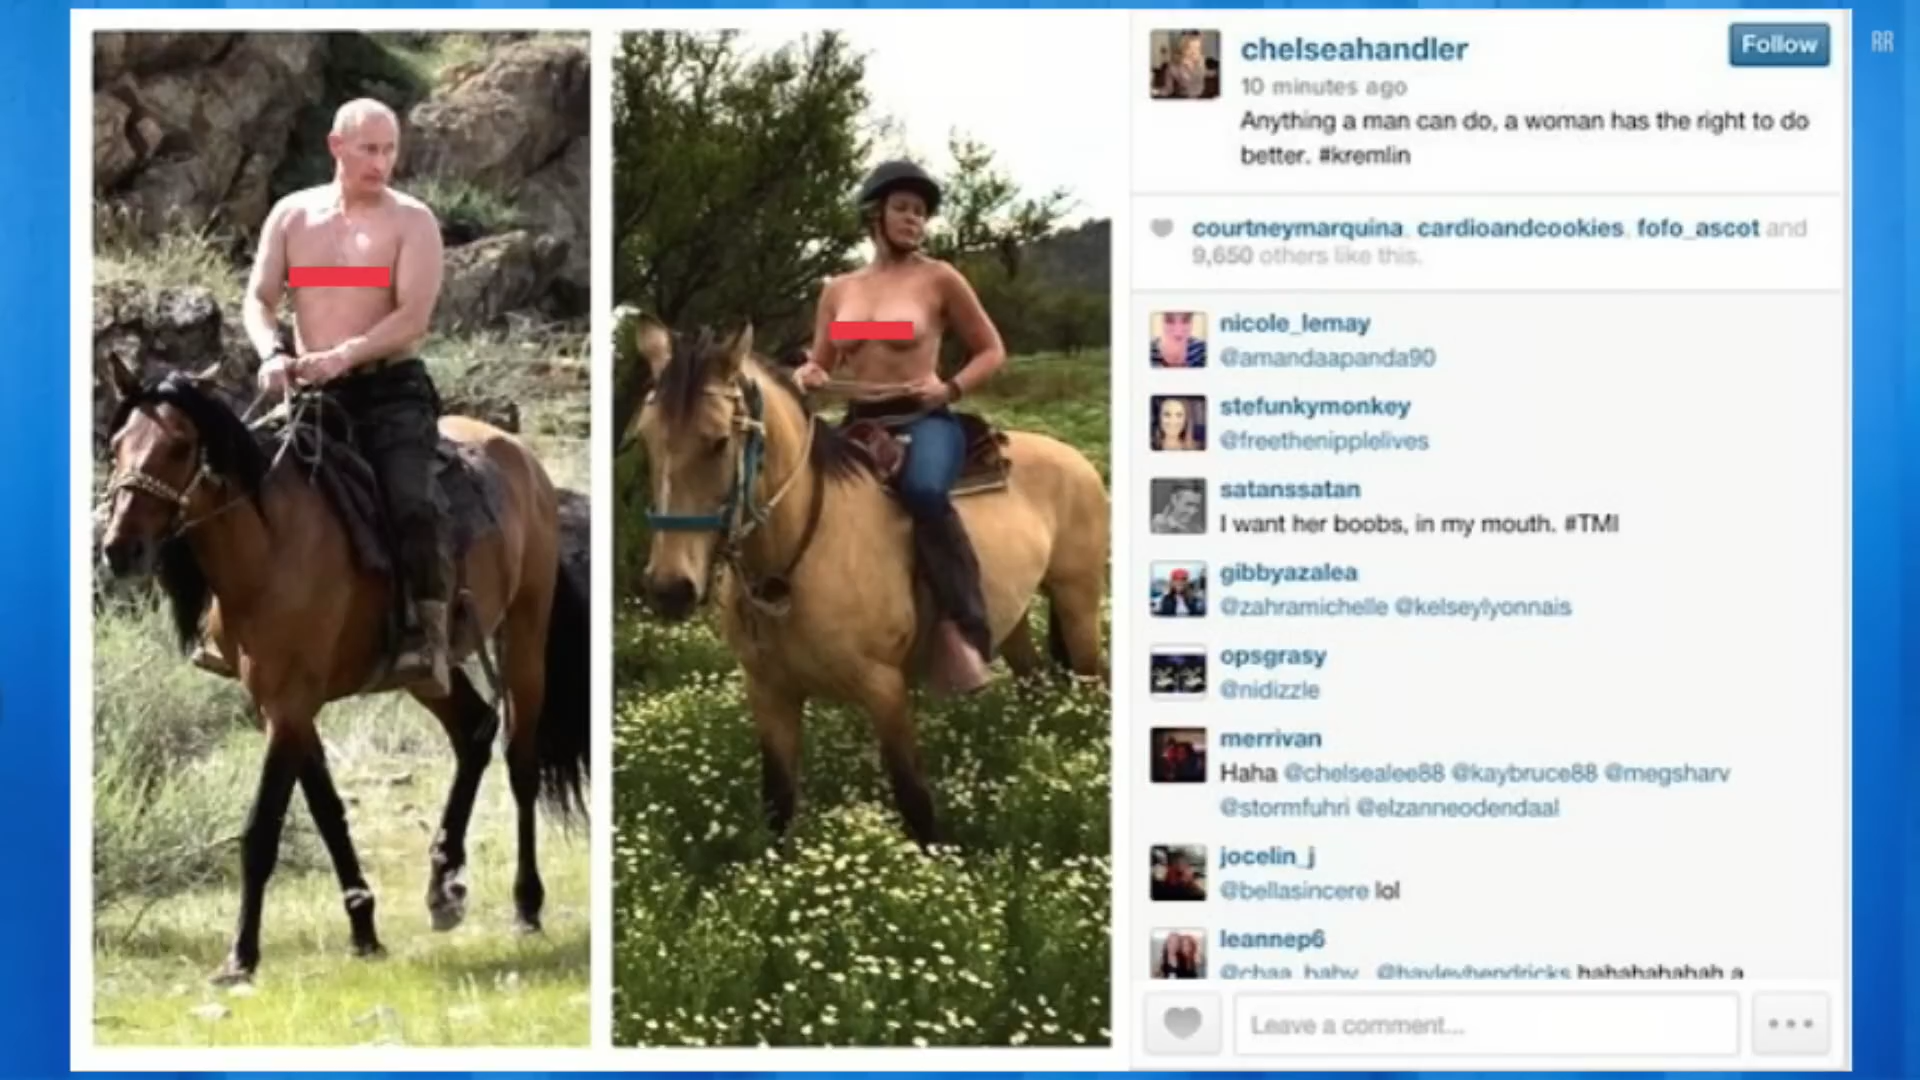 RR
chelseahandler
Follow
10 minutes ago
Anything a man can do, a woman has the right to do
better. #kremlin
courtneymarquina, cardioandcookies, fofo_ascot and
9,650 others like this.
nicole_lemay
@amandaapanda90
stefunkymonkey
@freethenipplelives
satanssatan
I want her boobs, in my mouth. #TMI
gibbyazalea
@zahramichelle @kelseylyonnais
opsgrasy
@nidizzle
merrivan
Haha @chelsealee88 @kaybruce88 @megsharv
@stormfuhri @elzanneodendaal
jocelin_j
@bellasincere lol
leannep6
@chaa_baby_ @hayleyhendricks hahahahahah a
Leave a comment...